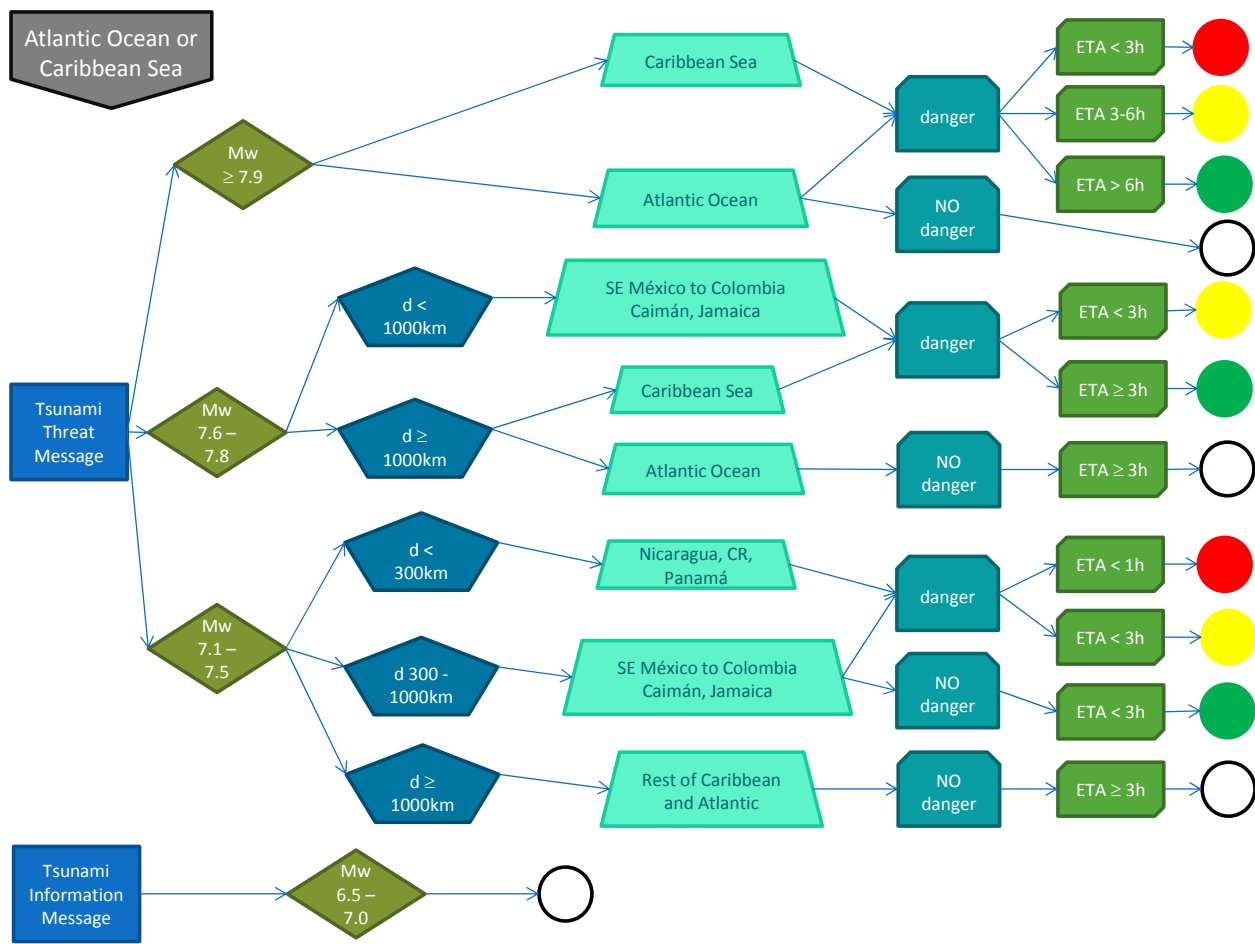 Atlantic Ocean or
Caribbean Sea
Mw
≥ 7.9
Caribbean Sea
Atlantic Ocean
danger
NO
danger
ETA < 3h
ETA 3-6h
ETA > 6h
Tsunami
Threat
Message
Mw
7.6 –
7.8
d <
1000km
SE México to Colombia
Caimán, Jamaica
d ≥
1000km
Caribbean Sea
Atlantic Ocean
danger
NO
danger
ETA < 3h
ETA ≥ 3h
ETA ≥ 3h
Mw
7.1 –
7.5
d <
300km
Nicaragua, CR,
Panamá
d 300 -
1000km
SE México to Colombia
Caimán, Jamaica
d ≥
1000km
Rest of Caribbean
and Atlantic
danger
NO
danger
NO
danger
ETA < 1h
ETA < 3h
ETA < 3h
ETA ≥ 3h
Tsunami
Information
Message
Mw
6.5 –
7.0